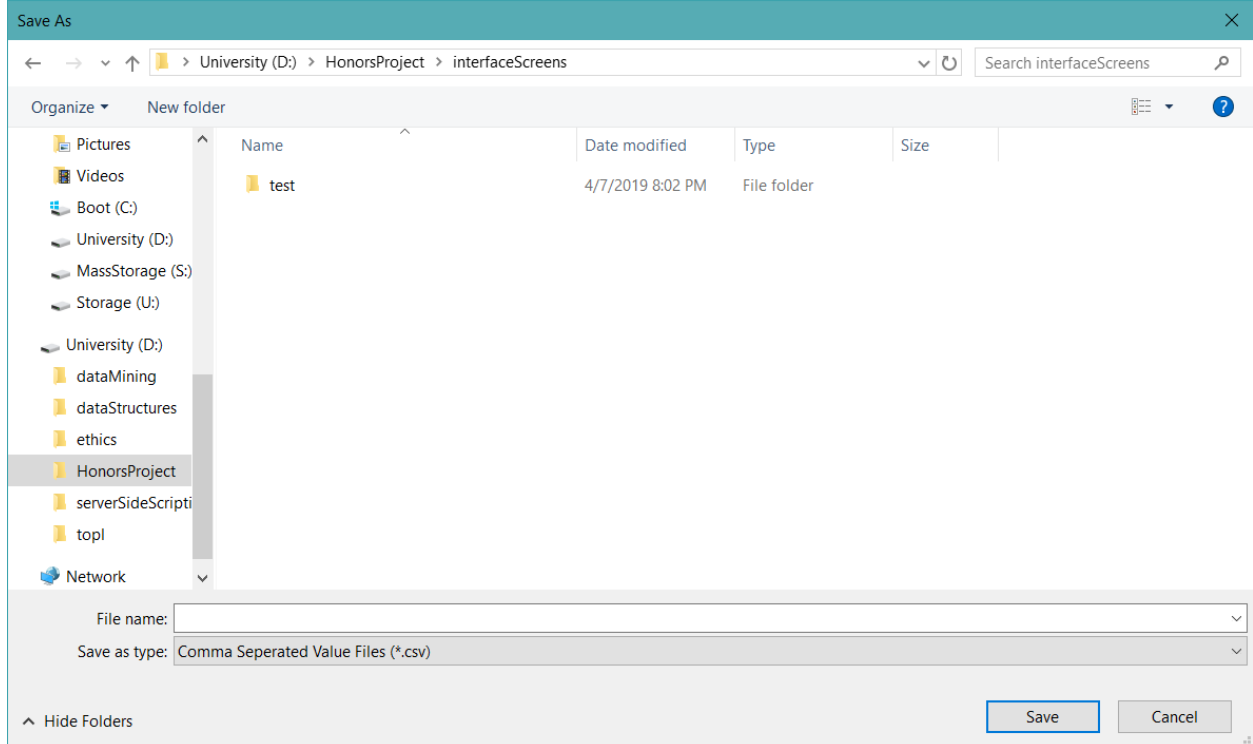 Save As
University (D:) > HonorsProject > interfaceScreens
Search interfaceScreens
Organize
New folder
?
Pictures
Videos
Boot (C:)
University (D:)
MassStorage (S:)
Storage (U:)
University (D:)
dataMining
dataStructures
ethics
HonorsProject
serverSideScripti
topl
Network
Name Date modified Type Size
test 4/7/2019 8:02 PM File folder
File name:
Save as type: Comma Seperated Value Files (*.csv)
Hide Folders
Save
Cancel